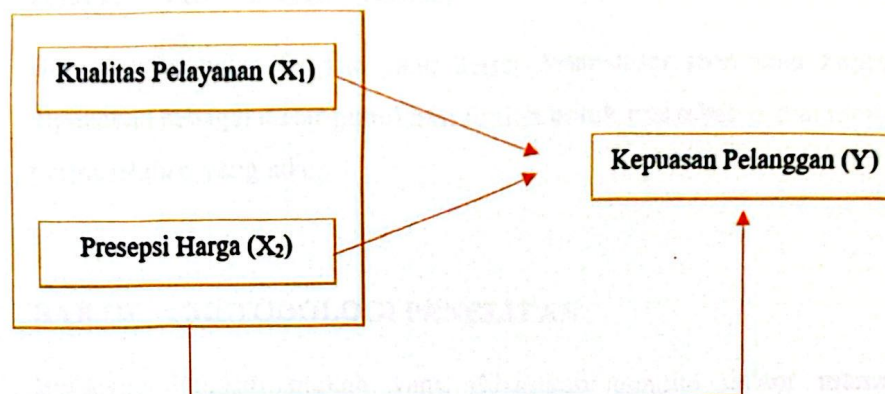 Kualitas Pelayanan (X₁)
Kepuasan Pelanggan (Y)
Presepsi Harga (X₂)